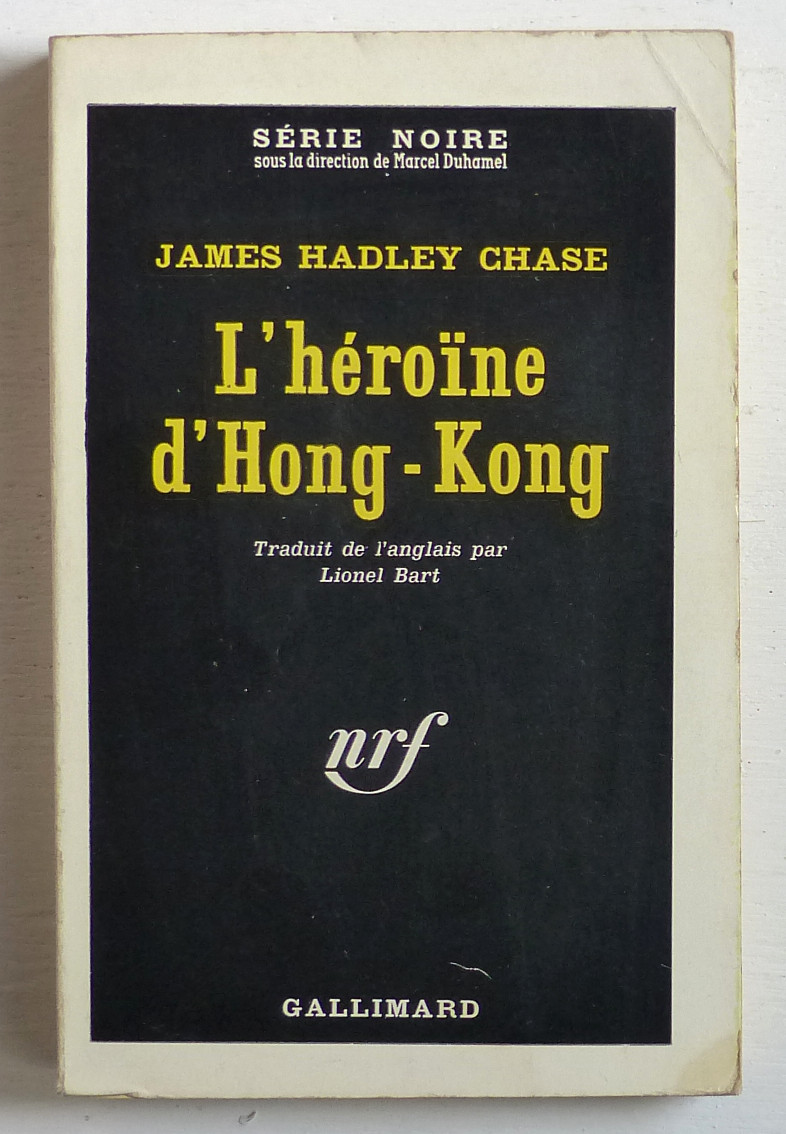 SÉRIE NOIRE
sous la direction de Marcel Duhamel
JAMES HADLEY CHASE
L'héroïne
d'Hong-Kong
Traduit de l'anglais par
Lionel Bart
nrf
GALLIMARD